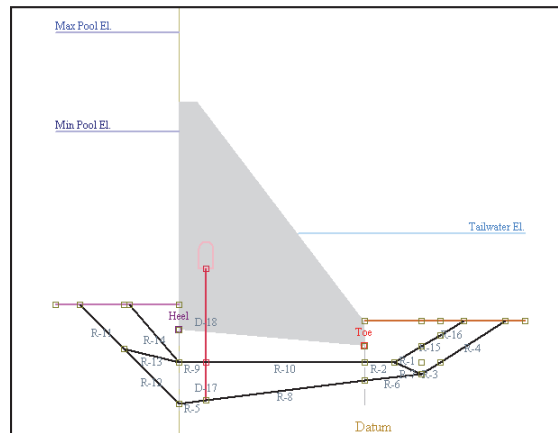 Max Pool El.
Min Pool El.
Tailwater El.
Heel
D-18
Toe
R-11
R-14
R-16
R-15
R-4
R-13
R-9
R-10
R-2
R-1
R-3
R-12
D-17
R-8
R-6
R-5
Datum